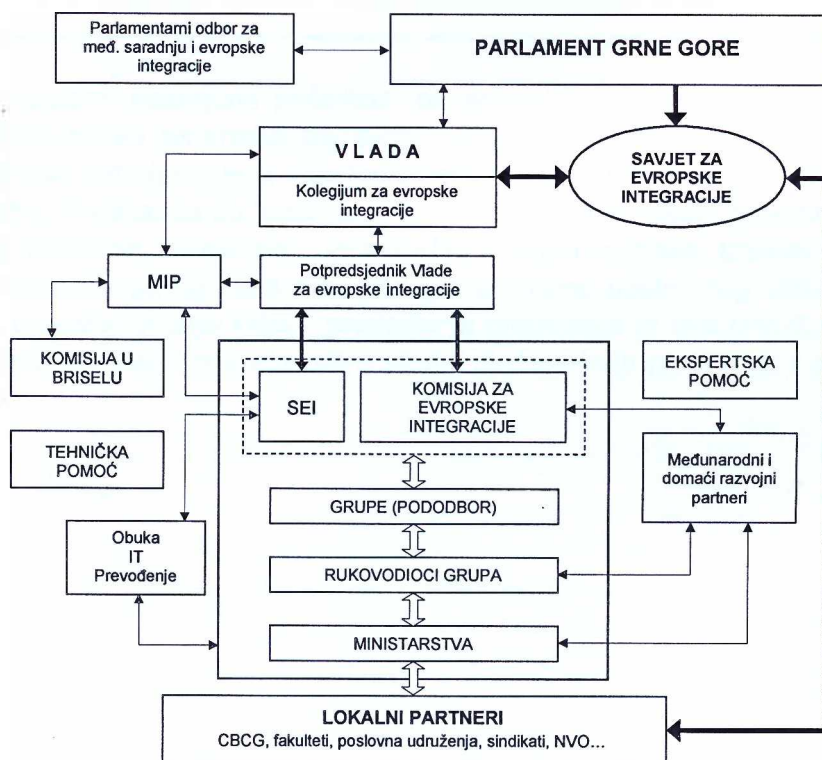 Parlamentarni odbor za
međ. saradnju i evropske
integracije
PARLAMENT GRNE GORE
V L A D A
Kolegijum za evropske
integracije
SAVJET ZA
EVROPSKE
INTEGRACIJE
MIP
Potpredsjednik Vlade
za evropske integracije
KOMISIJA U
BRISELU
SEI
KOMISIJA ZA
EVROPSKE
INTEGRACIJE
EKSPERTSKA
POMOĆ
TEHNIČKA
POMOĆ
Međunarodni i
domaći razvojni
partneri
GRUPE (PODODBOR)
Obuka
IT
Prevođenje
RUKOVODIOCI GRUPA
MINISTARSTVA
LOKALNI PARTNERI
CBCG, fakulteti, poslovna udruženja, sindikati, NVO...